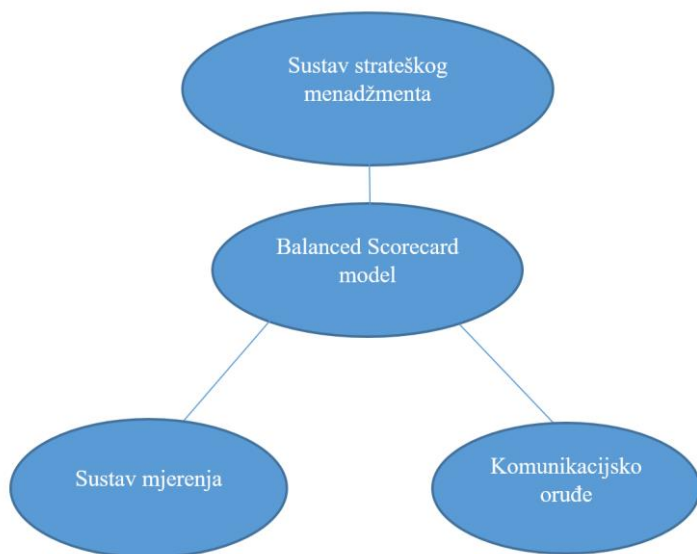 Sustav strateškog
menadžmenta
Balanced Scorecard
model
Sustav mjerenja
Komunikacijsko
oruđe